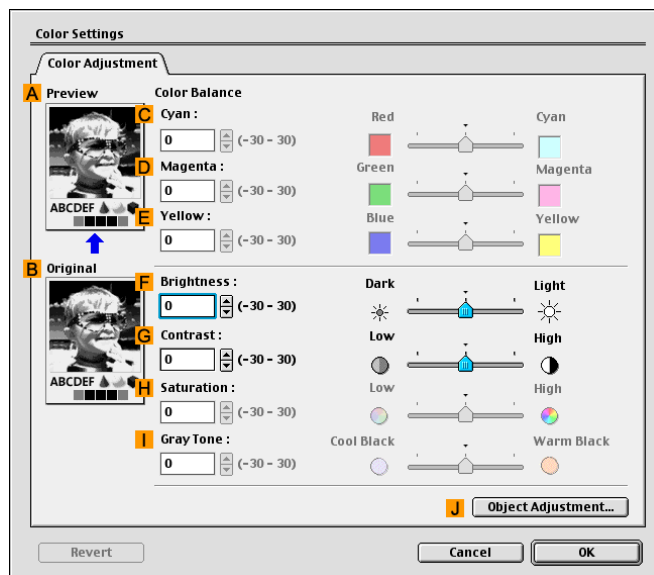 Color Settings
Color Adjustment
A Preview
Color Balance
C Cyan :
0 (-30 - 30)
Red Cyan
D Magenta :
0 (-30 - 30)
Green Magenta
E Yellow :
0 (-30 - 30)
Blue Yellow
ABCDEF
B Original
ABCDEF
F Brightness :
0 (-30 - 30)
Dark Light
G Contrast :
0 (-30 - 30)
Low High
H Saturation :
0 (-30 - 30)
Low High
I Gray Tone :
0 (-30 - 30)
Cool Black Warm Black
J Object Adjustment...
Revert Cancel OK